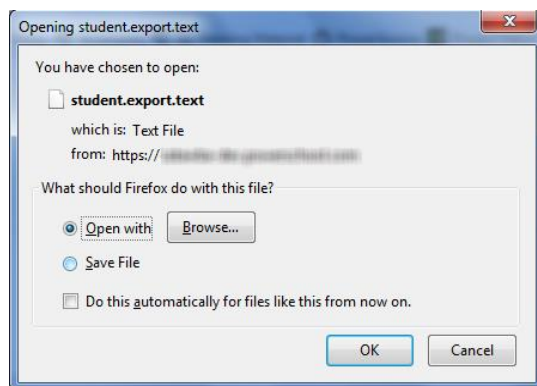 Opening student.export.text
You have chosen to open:
student.export.text
which is: Text File
from: https://
What should Firefox do with this file?
Open with Browse...
Save File
Do this automatically for files like this from now on.
OK Cancel